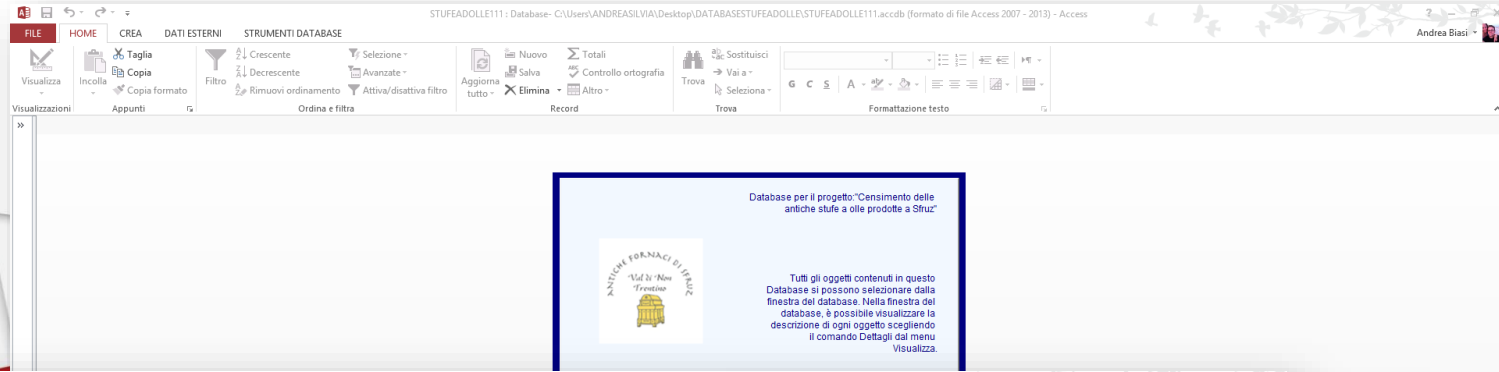 STUFEADOLLE111 : Database- C:\Users\ANDREASILVIA\Desktop\DATABASESTUFEADOLLE\STUFEADOLLE111.accdb (formato di file Access 2007 - 2013) - Access
?
FILE HOME CREA DATI ESTERNI STRUMENTI DATABASE
Andrea Biasi
Visualizza
Incolla
Taglia
Copia
Copia formato
Filtro
Crescente
Decrescente
Rimuovi ordinamento
Selezione
Avanzate
Attiva/disattiva filtro
Aggiorna
tutto
Nuovo
Salva
Elimina
Totali
Controllo ortografia
Altro
Trova
Sostituisci
Vai a
Seleziona
G C S A
Visualizzazioni Appunti Ordina e filtra Record Trova Formattazione testo
»
Database per il progetto:"Censimento delle
antiche stufe a olle prodotte a Sfruz"
ANTICHE FORNACI DI SFRUZ
Val di Non
Trentino
Tutti gli oggetti contenuti in questo
Database si possono selezionare dalla
finestra del database. Nella finestra del
database, è possibile visualizzare la
descrizione di ogni oggetto scegliendo
il comando Dettagli dal menu
Visualizza.